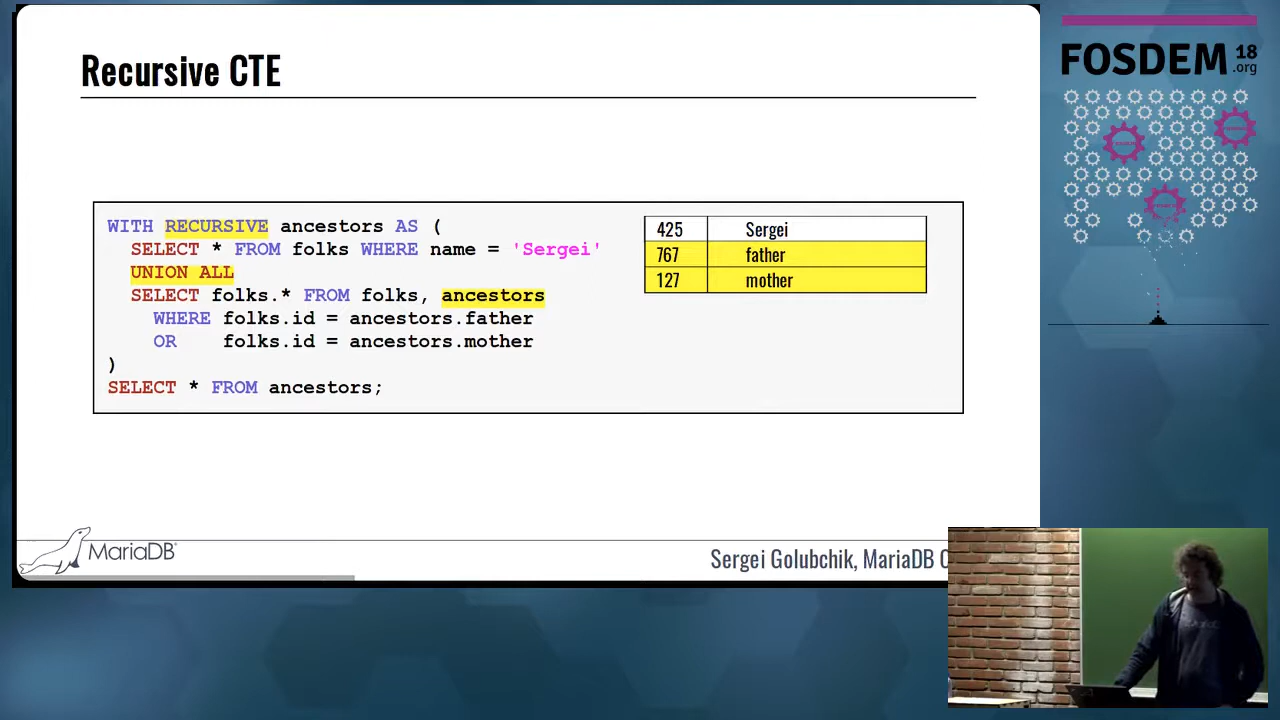 Recursive CTE
WITH RECURSIVE ancestors AS (
SELECT * FROM folks WHERE name = 'Sergei'
UNION ALL
SELECT folks.* FROM folks, ancestors
WHERE folks.id = ancestors.father
OR folks.id = ancestors.mother
)
SELECT * FROM ancestors;
425 Sergei
767 father
127 mother
MariaDB
Sergei Golubchik, MariaDB
FOSDEM 18
.org